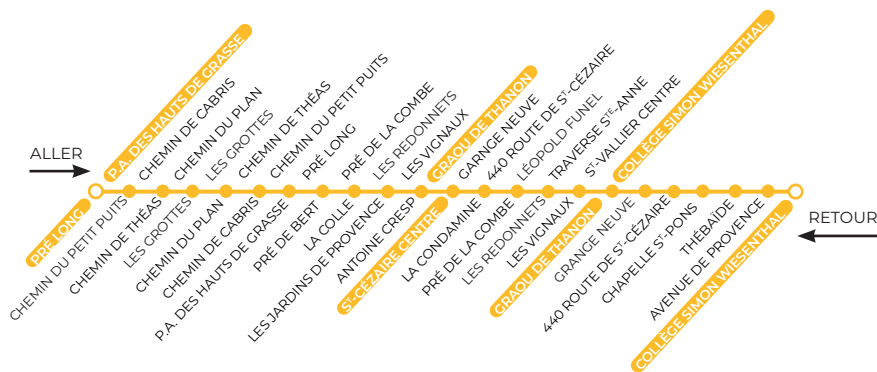 ALLER
P.A. DES HAUTS DE GRASSE
CHEMIN DE CABRIS
CHEMIN DU PLAN
LES GROTTES
CHEMIN DE THÉAS
CHEMIN DU PETIT PUITS
PRÉ LONG
PRÉ DE LA COMBE
LES REDONNETS
LES VIGNAUX
GRAOU DE THANON
GARNGE NEUVE
440 ROUTE DE Sᵀ-CÉZAIRE
LÉOPOLD FUNEL
TRAVERSE Sᵀᴱ-ANNE
Sᵀ-VALLIER CENTRE
COLLÈGE SIMON WIESENTHAL
PRÉ LONG
CHEMIN DU PETIT PUITS
CHEMIN DE THÉAS
LES GROTTES
CHEMIN DU PLAN
CHEMIN DE CABRIS
P.A. DES HAUTS DE GRASSE
PRÉ DE BERT
LA COLLE
LES JARDINS DE PROVENCE
ANTOINE CRESP
Sᵀ-CÉZAIRE CENTRE
LA CONDAMINE
PRÉ DE LA COMBE
LES REDONNETS
LES VIGNAUX
GRAOU DE THANON
GRANGE NEUVE
440 ROUTE DE Sᵀ-CÉZAIRE
CHAPELLE Sᵀ-PONS
THÉBAÏDE
AVENUE DE PROVENCE
COLLÈGE SIMON WIESENTHAL
RETOUR